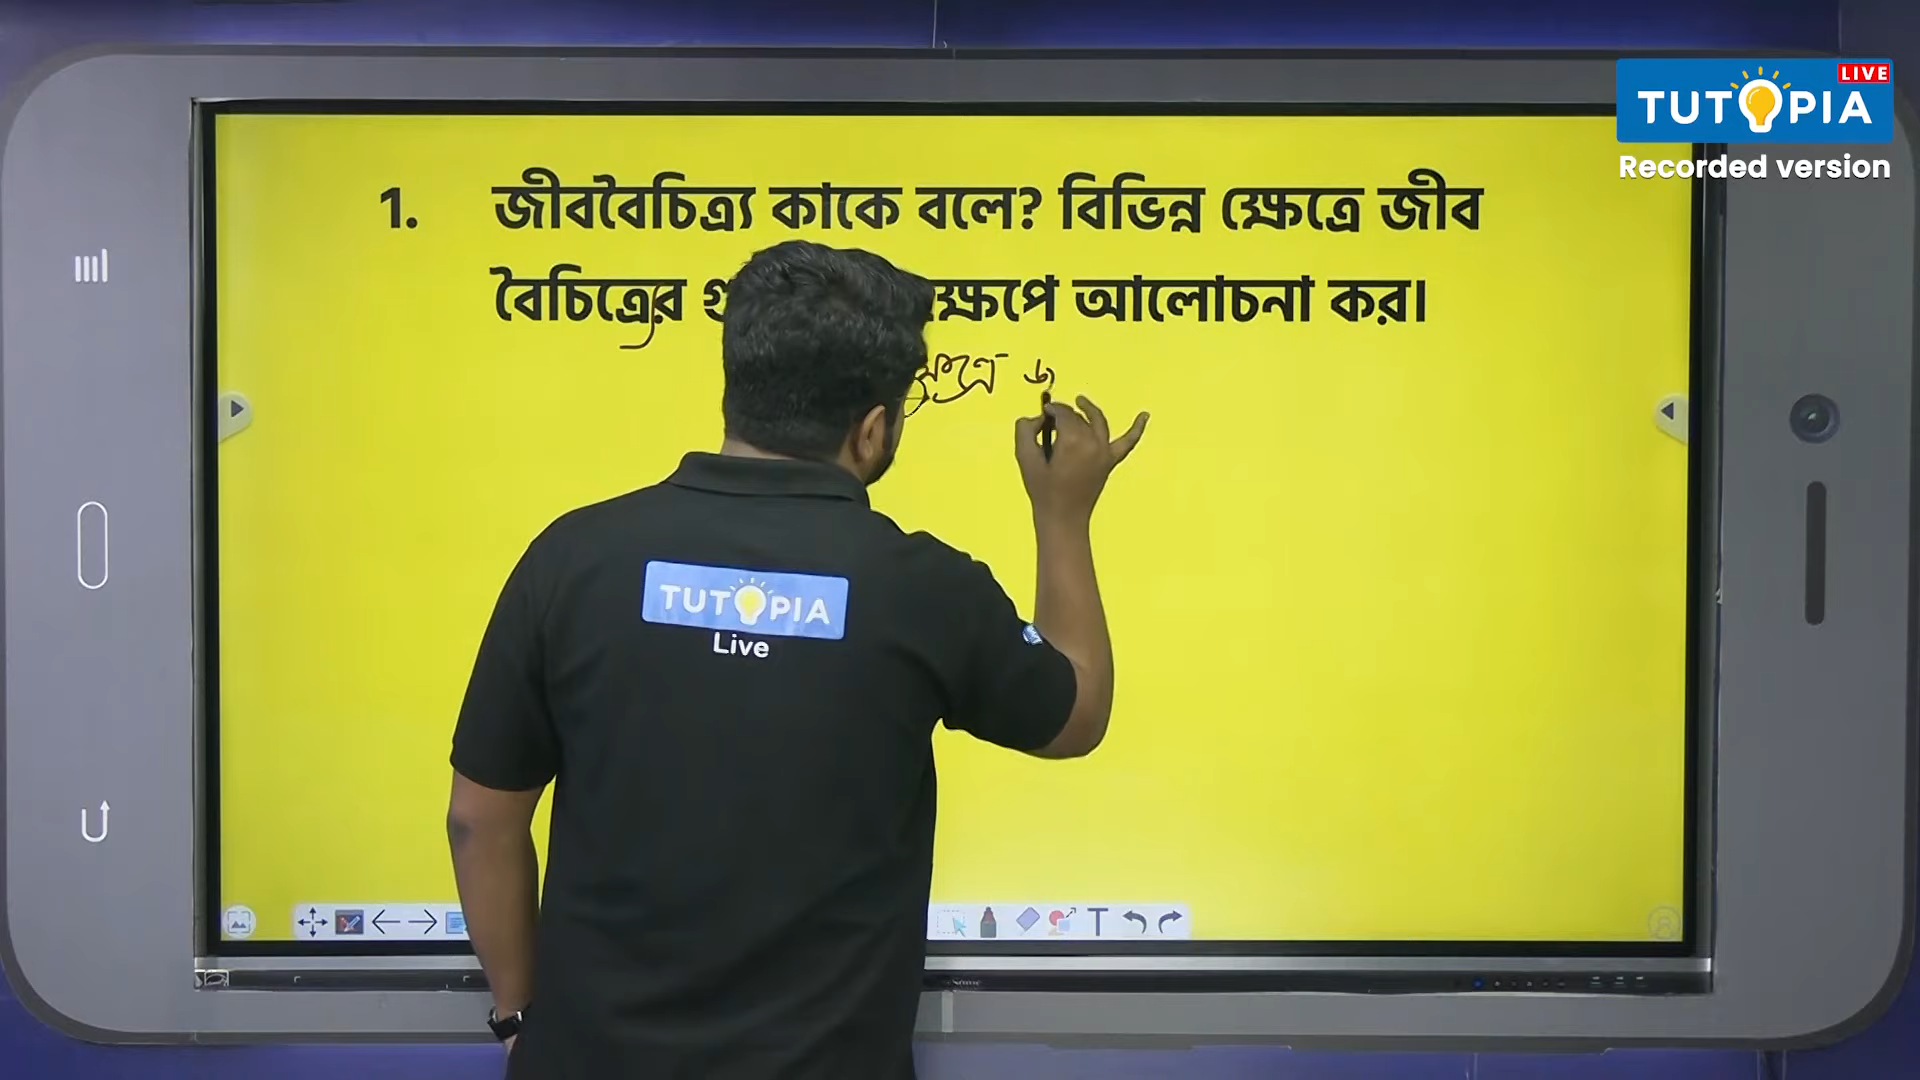 LIVE
TUTOPIA
Recorded version
1. জীববৈচিত্র্য কাকে বলে? বিভিন্ন ক্ষেত্রে জীব
বৈচিত্রের আলোচনা কর।
TUTOPIA
Live